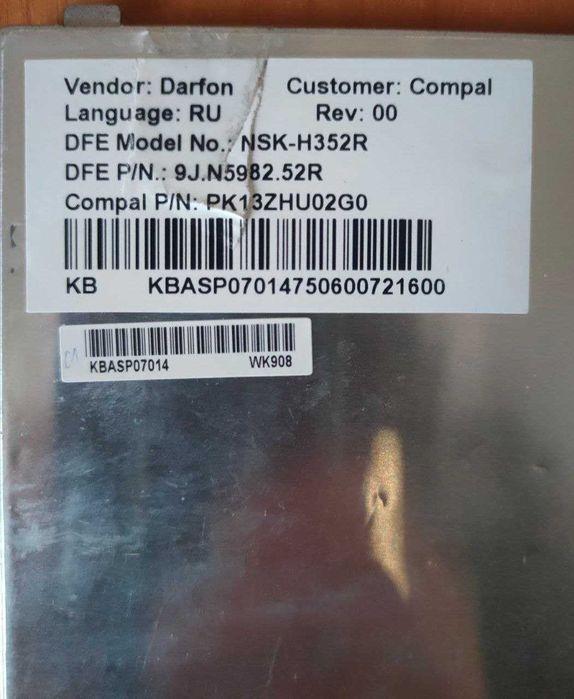 Vendor: Darfon Customer: Compal
Language: RU Rev: 00
DFE Model No.: NSK-H352R
DFE P/N.: 9J.N5982.52R
Compal P/N: PK13ZHU02G0
KB KBASP07014750600721600
KBASP07014 WK908